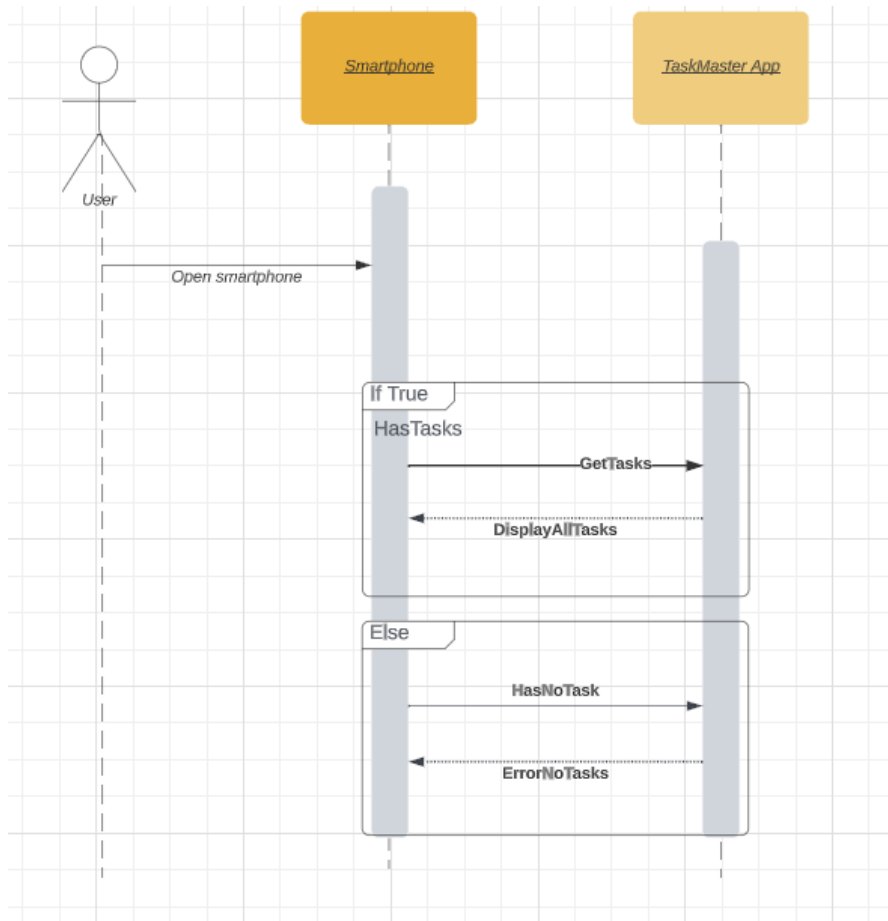 Smartphone
TaskMaster App
User
Open smartphone
If True
HasTasks
GetTasks
DisplayAllTasks
Else
HasNoTask
ErrorNoTasks